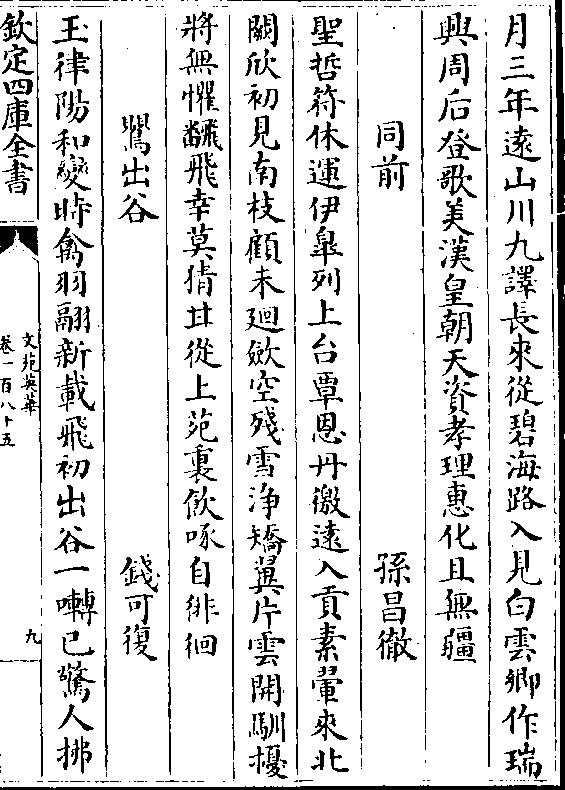 月三年遠山川九譯長來從碧海路入見白雲鄉作瑞
興周后登歌美漢皇朝天資孝理惠化且無疆
同前 孫昌徹
聖哲符休運伊臯列上台覃恩丹徼遠入貢素翬來北
闕欣初見南枝顧未廻斂空殘雪浄矯翼片雲開馴擾
將無懼翻飛幸莫猜甘從上苑裏飲啄自徘徊
鸎出谷 錢可復
玉律陽和變時禽羽翮新載飛初出谷一囀已驚人拂
欽定四庫全書
文苑英華
卷一百八十五
九